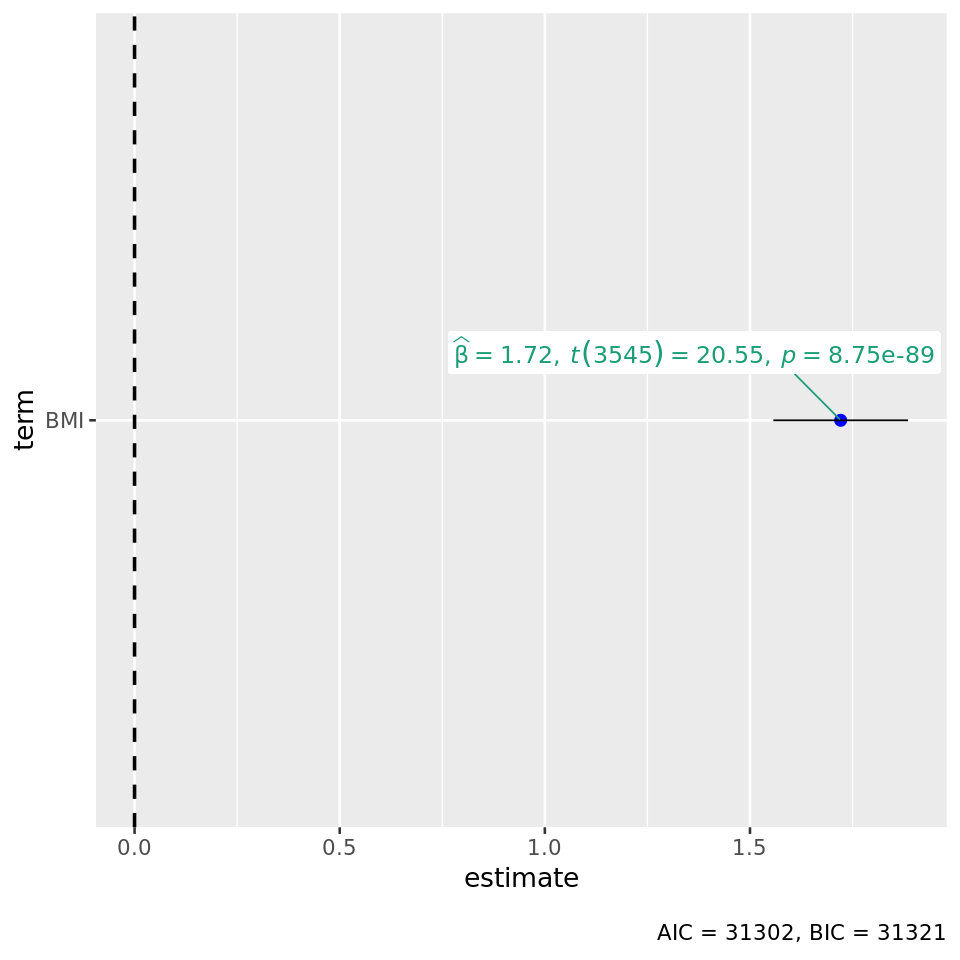 β̂ = 1.72, t(3545) = 20.55, p = 8.75e-89
term
BMI
0.0 0.5 1.0 1.5
estimate
AIC = 31302, BIC = 31321